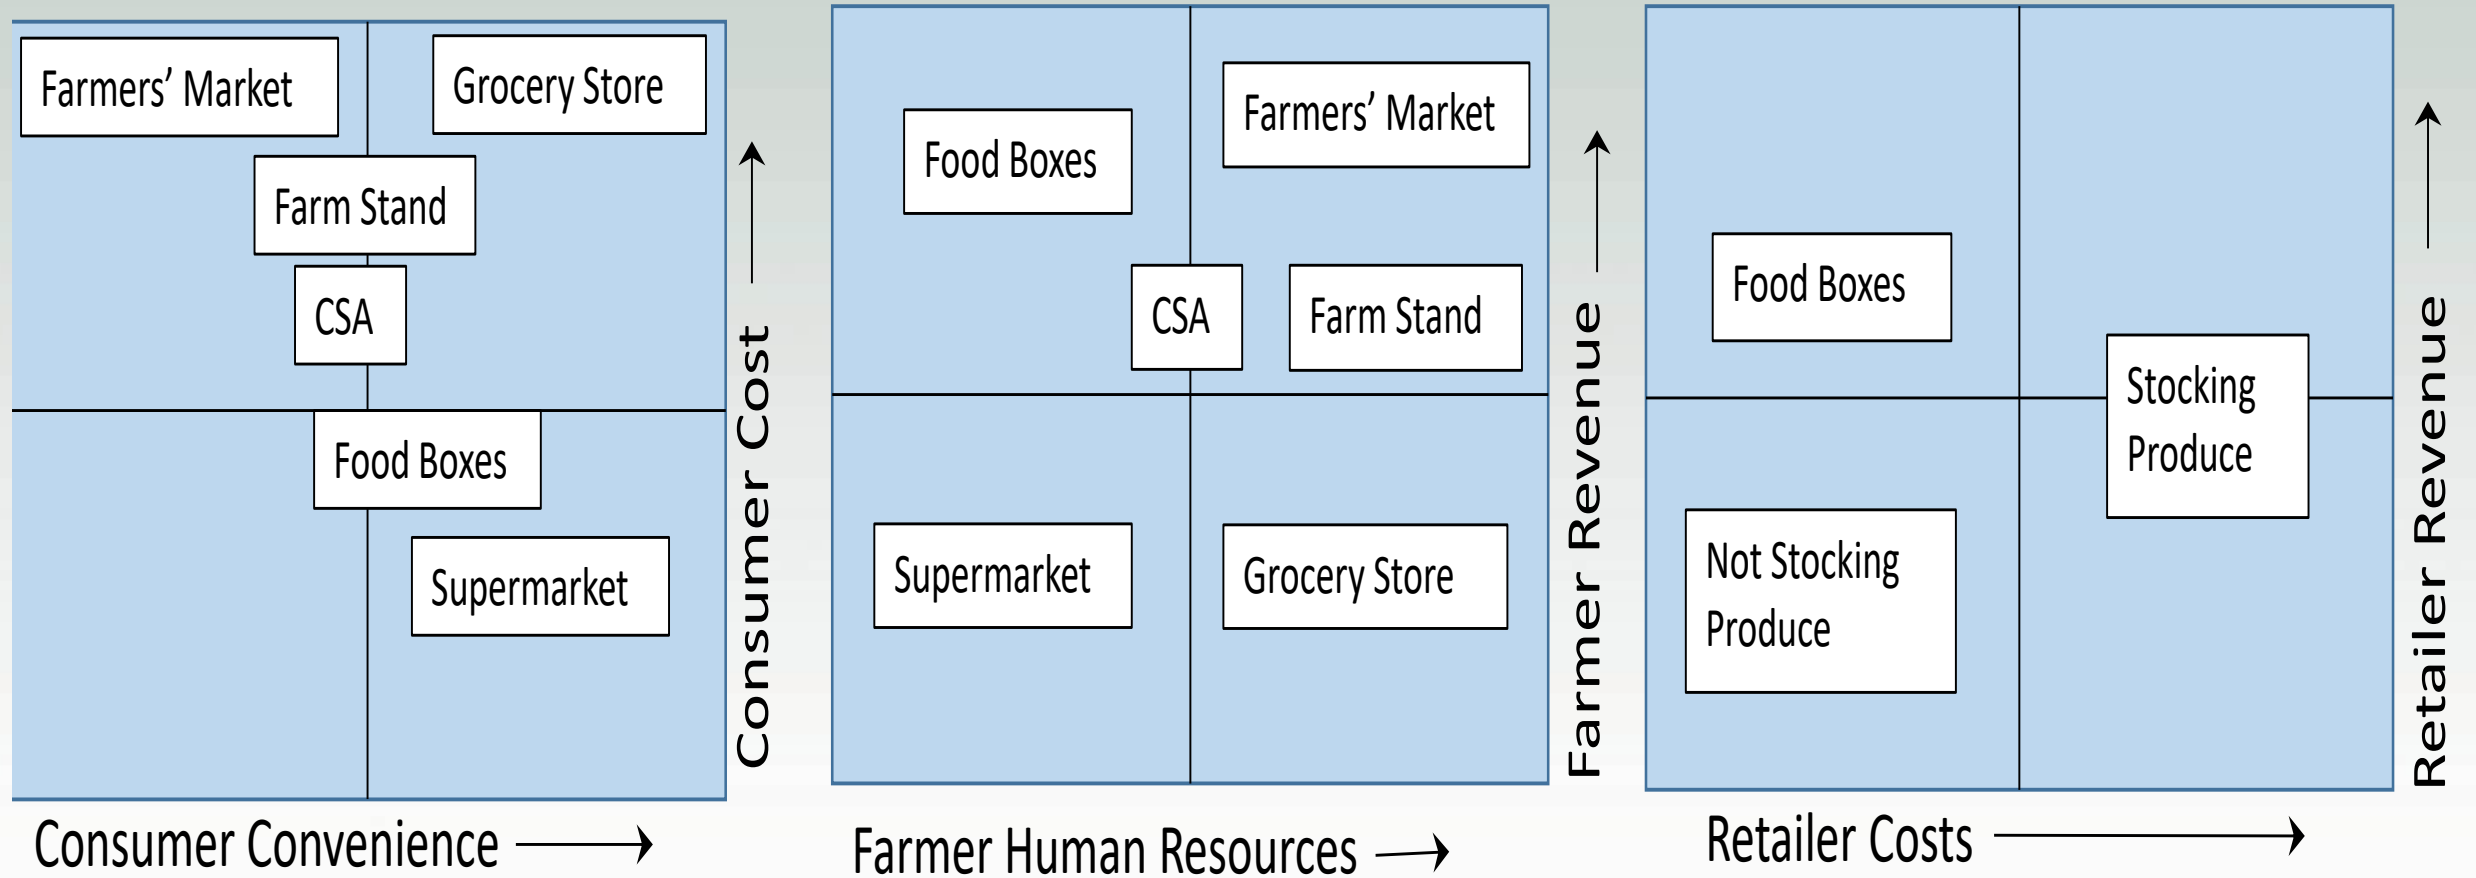 Farmers’ Market
Grocery Store
Farm Stand
CSA
Food Boxes
Supermarket
Consumer Cost
Consumer Convenience
Food Boxes
Farmers’ Market
CSA
Farm Stand
Supermarket
Grocery Store
Farmer Revenue
Farmer Human Resources
Food Boxes
Stocking
Produce
Not Stocking
Produce
Retailer Revenue
Retailer Costs